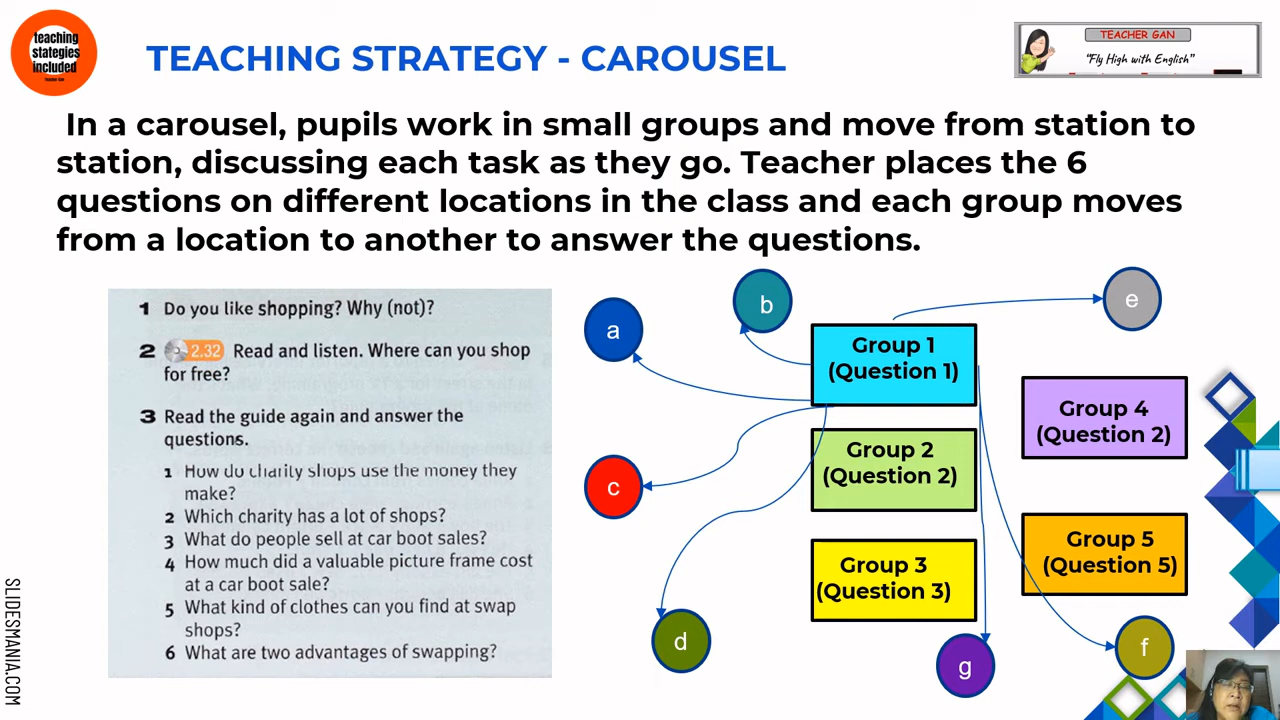 teaching
stategies
included
TEACHING STRATEGY - CAROUSEL
TEACHER GAN
"Fly High with English"
In a carousel, pupils work in small groups and move from station to
station, discussing each task as they go. Teacher places the 6
questions on different locations in the class and each group moves
from a location to another to answer the questions.
1 Do you like shopping? Why (not)?
2 2.32 Read and listen. Where can you shop
for free?
3 Read the guide again and answer the
questions.
1 How do charity shops use the money they
make?
2 Which charity has a lot of shops?
3 What do people sell at car boot sales?
4 How much did a valuable picture frame cost
at a car boot sale?
5 What kind of clothes can you find at swap
shops?
6 What are two advantages of swapping?
a
b
c
d
e
f
g
Group 1
(Question 1)
Group 2
(Question 2)
Group 3
(Question 3)
Group 4
(Question 2)
Group 5
(Question 5)
SLIDESMANIA.COM